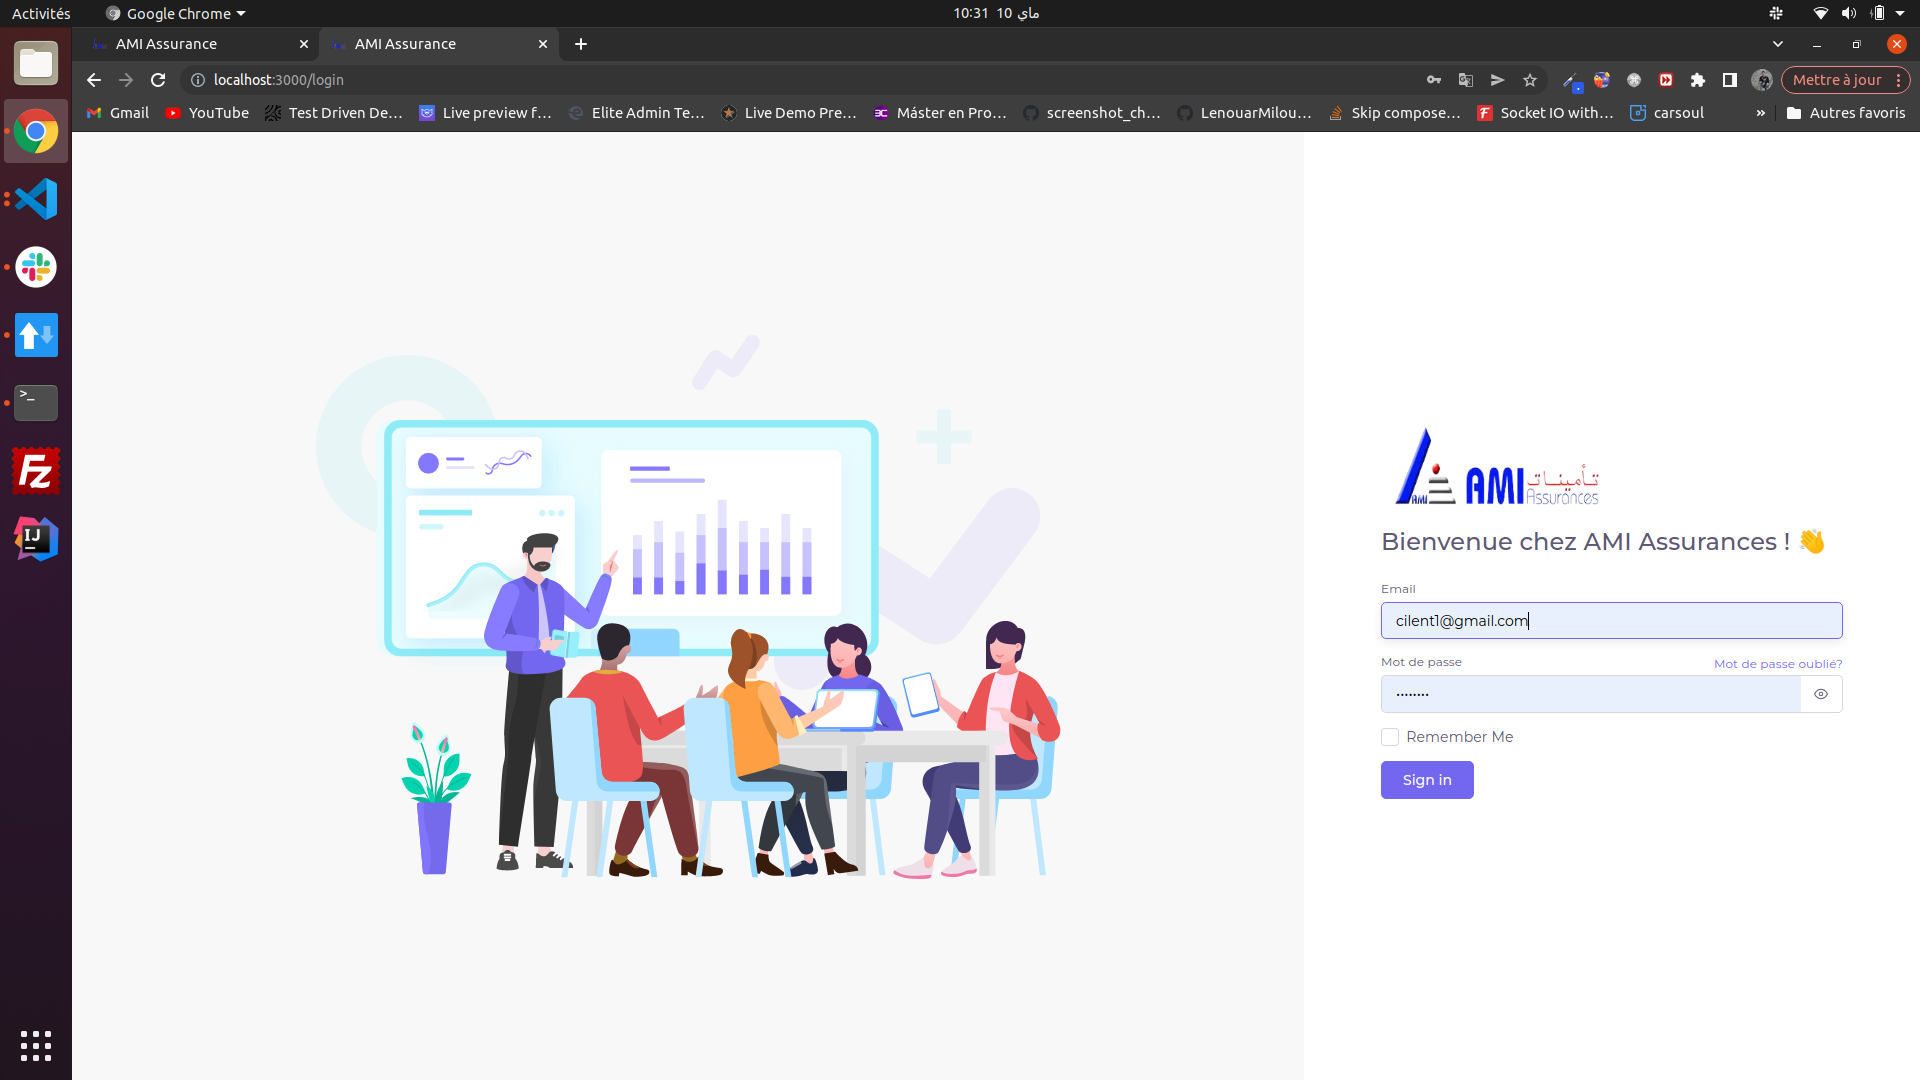 Activités
Google Chrome
10:31 10 ماي
AMI Assurance
AMI Assurance
localhost:3000/login
Mettre à jour
Gmail
YouTube
Test Driven De...
Live preview f...
Elite Admin Te...
Live Demo Pre...
Máster en Pro...
screenshot_ch...
LenouarMilou...
Skip compose...
Socket IO with...
carsoul
»
Autres favoris
AMI
AMI
تأمينات
Assurances
Bienvenue chez AMI Assurances ! 👋
Email
cilent1@gmail.com
Mot de passe
Mot de passe oublié?
••••••••
Remember Me
Sign in
>_
Fz
IJ